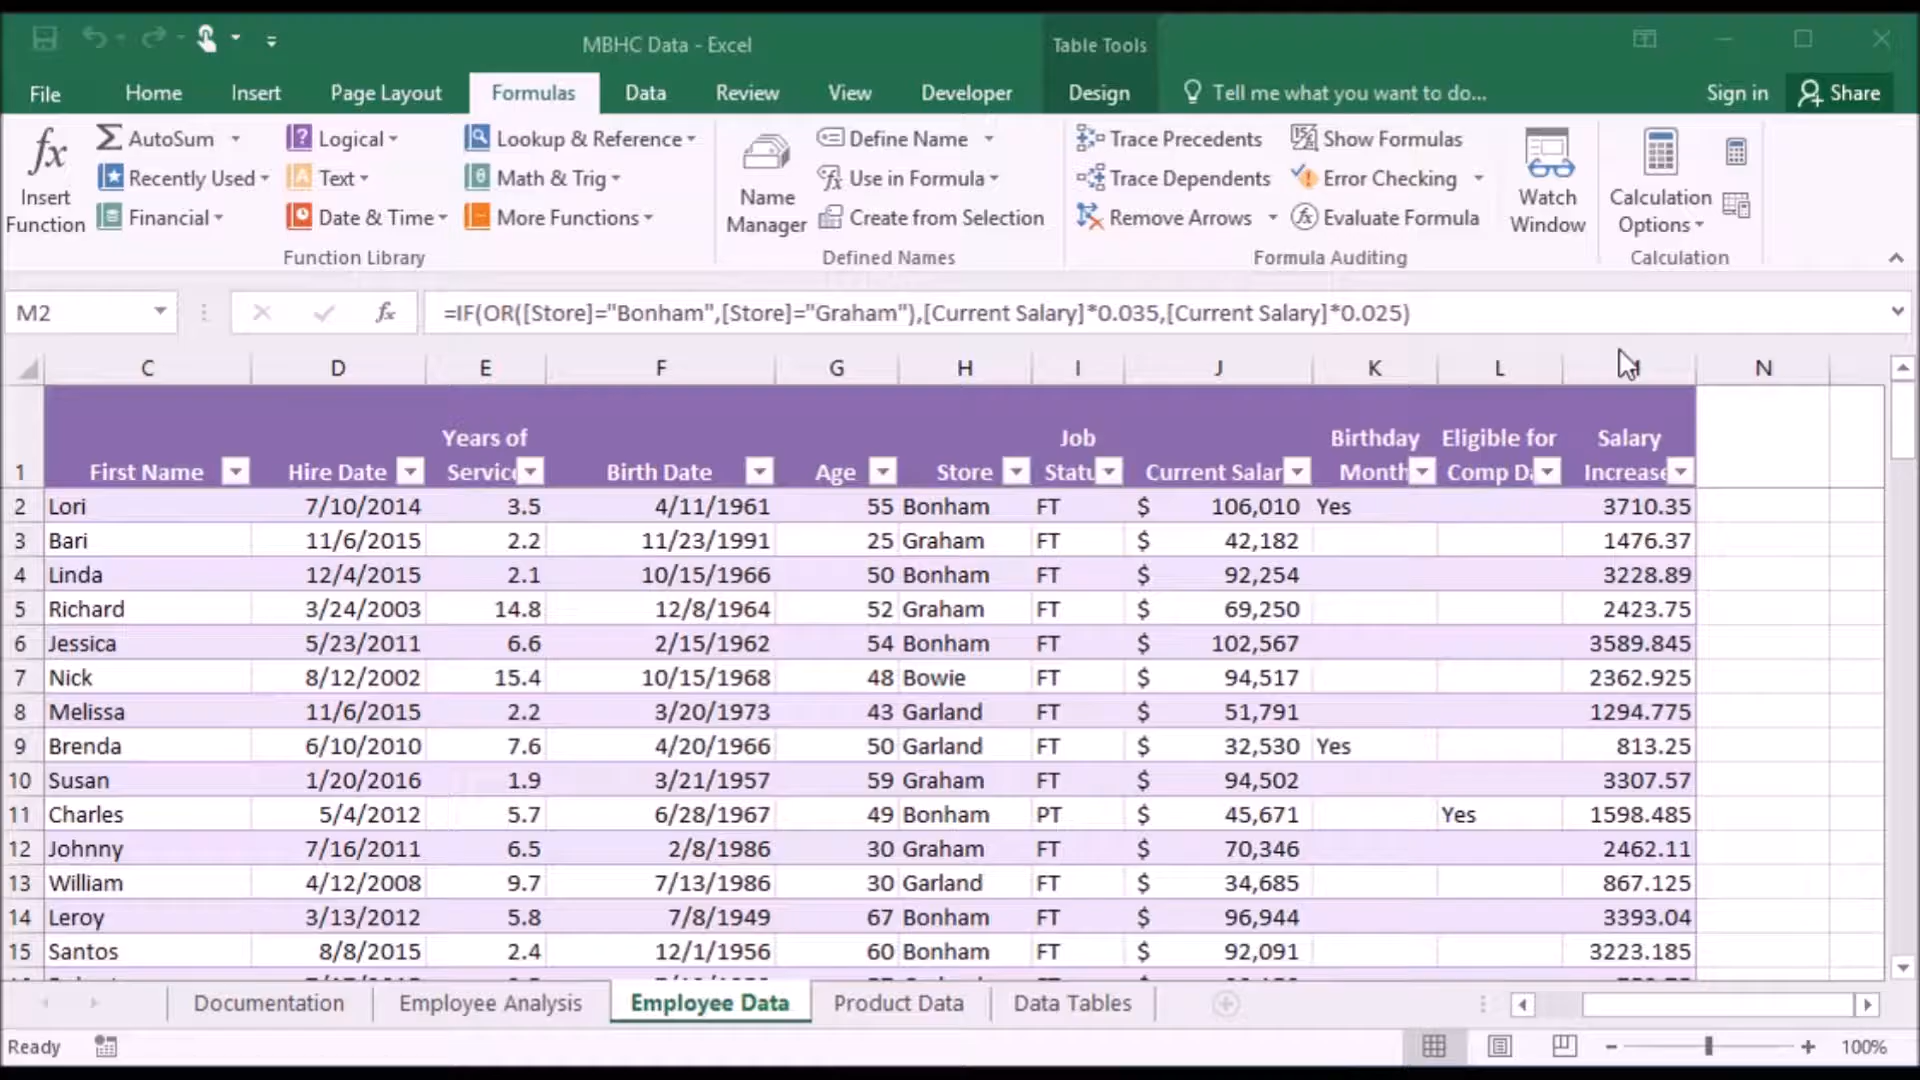 MBHC Data - Excel
Table Tools
File Home Insert Page Layout Formulas Data Review View Developer Design Tell me what you want to do... Sign in Share
AutoSum Logical Lookup & Reference Define Name Trace Precedents Show Formulas
Recently Used Text Math & Trig Use in Formula Trace Dependents Error Checking
Financial Date & Time More Functions Create from Selection Remove Arrows Evaluate Formula
Insert Name Watch Calculation
Function Manager Window Options
Function Library Defined Names Formula Auditing Calculation
M2 fx =IF(OR([Store]="Bonham",[Store]="Graham"),[Current Salary]*0.035,[Current Salary]*0.025)
C D E F G H I J K L N
Years of Job Birthday Eligible for Salary
1 First Name Hire Date Service Birth Date Age Store Statu Current Salar Month Comp Da Increase
2 Lori 7/10/2014 3.5 4/11/1961 55 Bonham FT $ 106,010 Yes 3710.35
3 Bari 11/6/2015 2.2 11/23/1991 25 Graham FT $ 42,182 1476.37
4 Linda 12/4/2015 2.1 10/15/1966 50 Bonham FT $ 92,254 3228.89
5 Richard 3/24/2003 14.8 12/8/1964 52 Graham FT $ 69,250 2423.75
6 Jessica 5/23/2011 6.6 2/15/1962 54 Bonham FT $ 102,567 3589.845
7 Nick 8/12/2002 15.4 10/15/1968 48 Bowie FT $ 94,517 2362.925
8 Melissa 11/6/2015 2.2 3/20/1973 43 Garland FT $ 51,791 1294.775
9 Brenda 6/10/2010 7.6 4/20/1966 50 Garland FT $ 32,530 Yes 813.25
10 Susan 1/20/2016 1.9 3/21/1957 59 Graham FT $ 94,502 3307.57
11 Charles 5/4/2012 5.7 6/28/1967 49 Bonham PT $ 45,671 Yes 1598.485
12 Johnny 7/16/2011 6.5 2/8/1986 30 Graham FT $ 70,346 2462.11
13 William 4/12/2008 9.7 7/13/1986 30 Garland FT $ 34,685 867.125
14 Leroy 3/13/2012 5.8 7/8/1949 67 Bonham FT $ 96,944 3393.04
15 Santos 8/8/2015 2.4 12/1/1956 60 Bonham FT $ 92,091 3223.185
Documentation Employee Analysis Employee Data Product Data Data Tables
Ready 100%